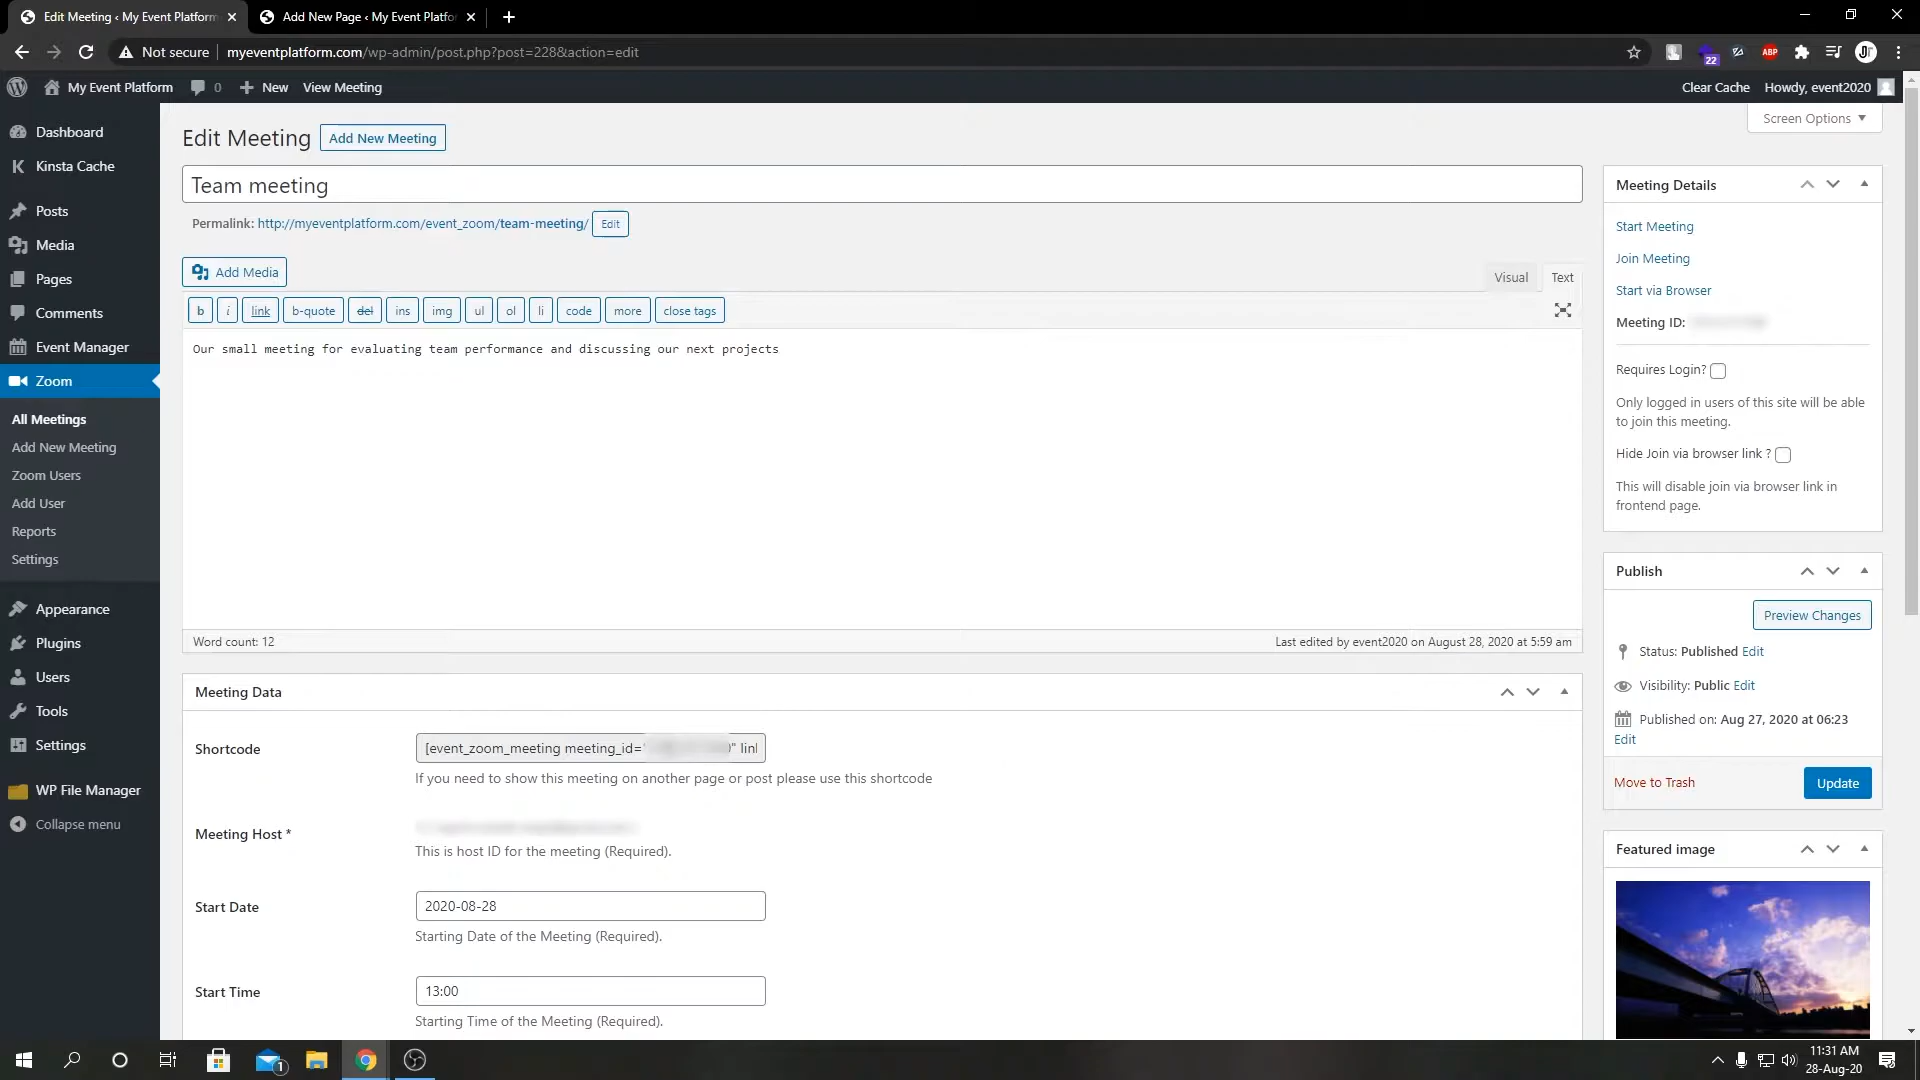 Edit Meeting ‹ My Event Platform
Add New Page ‹ My Event Platfo
Not secure
myeventplatform.com/wp-admin/post.php?post=228&action=edit
22
ABP
My Event Platform
0
New
View Meeting
Clear Cache
Howdy, event2020
Dashboard
Kinsta Cache
Posts
Media
Pages
Comments
Event Manager
Zoom
All Meetings
Add New Meeting
Zoom Users
Add User
Reports
Settings
Appearance
Plugins
Users
Tools
Settings
WP File Manager
Collapse menu
Screen Options
Edit Meeting
Add New Meeting
Team meeting
Permalink: http://myeventplatform.com/event_zoom/team-meeting/ Edit
Add Media
Visual
Text
b
i
link
b-quote
del
ins
img
ul
ol
li
code
more
close tags
Our small meeting for evaluating team performance and discussing our next projects
Word count: 12
Last edited by event2020 on August 28, 2020 at 5:59 am
Meeting Data
Shortcode
[event_zoom_meeting meeting_id=" " linl
If you need to show this meeting on another page or post please use this shortcode
Meeting Host *
This is host ID for the meeting (Required).
Start Date
2020-08-28
Starting Date of the Meeting (Required).
Start Time
13:00
Starting Time of the Meeting (Required).
Meeting Details
Start Meeting
Join Meeting
Start via Browser
Meeting ID:
Requires Login?
Only logged in users of this site will be able
to join this meeting.
Hide Join via browser link ?
This will disable join via browser link in
frontend page.
Publish
Preview Changes
Status: Published Edit
Visibility: Public Edit
Published on: Aug 27, 2020 at 06:23
Edit
Move to Trash
Update
Featured image
1
11:31 AM
28-Aug-20